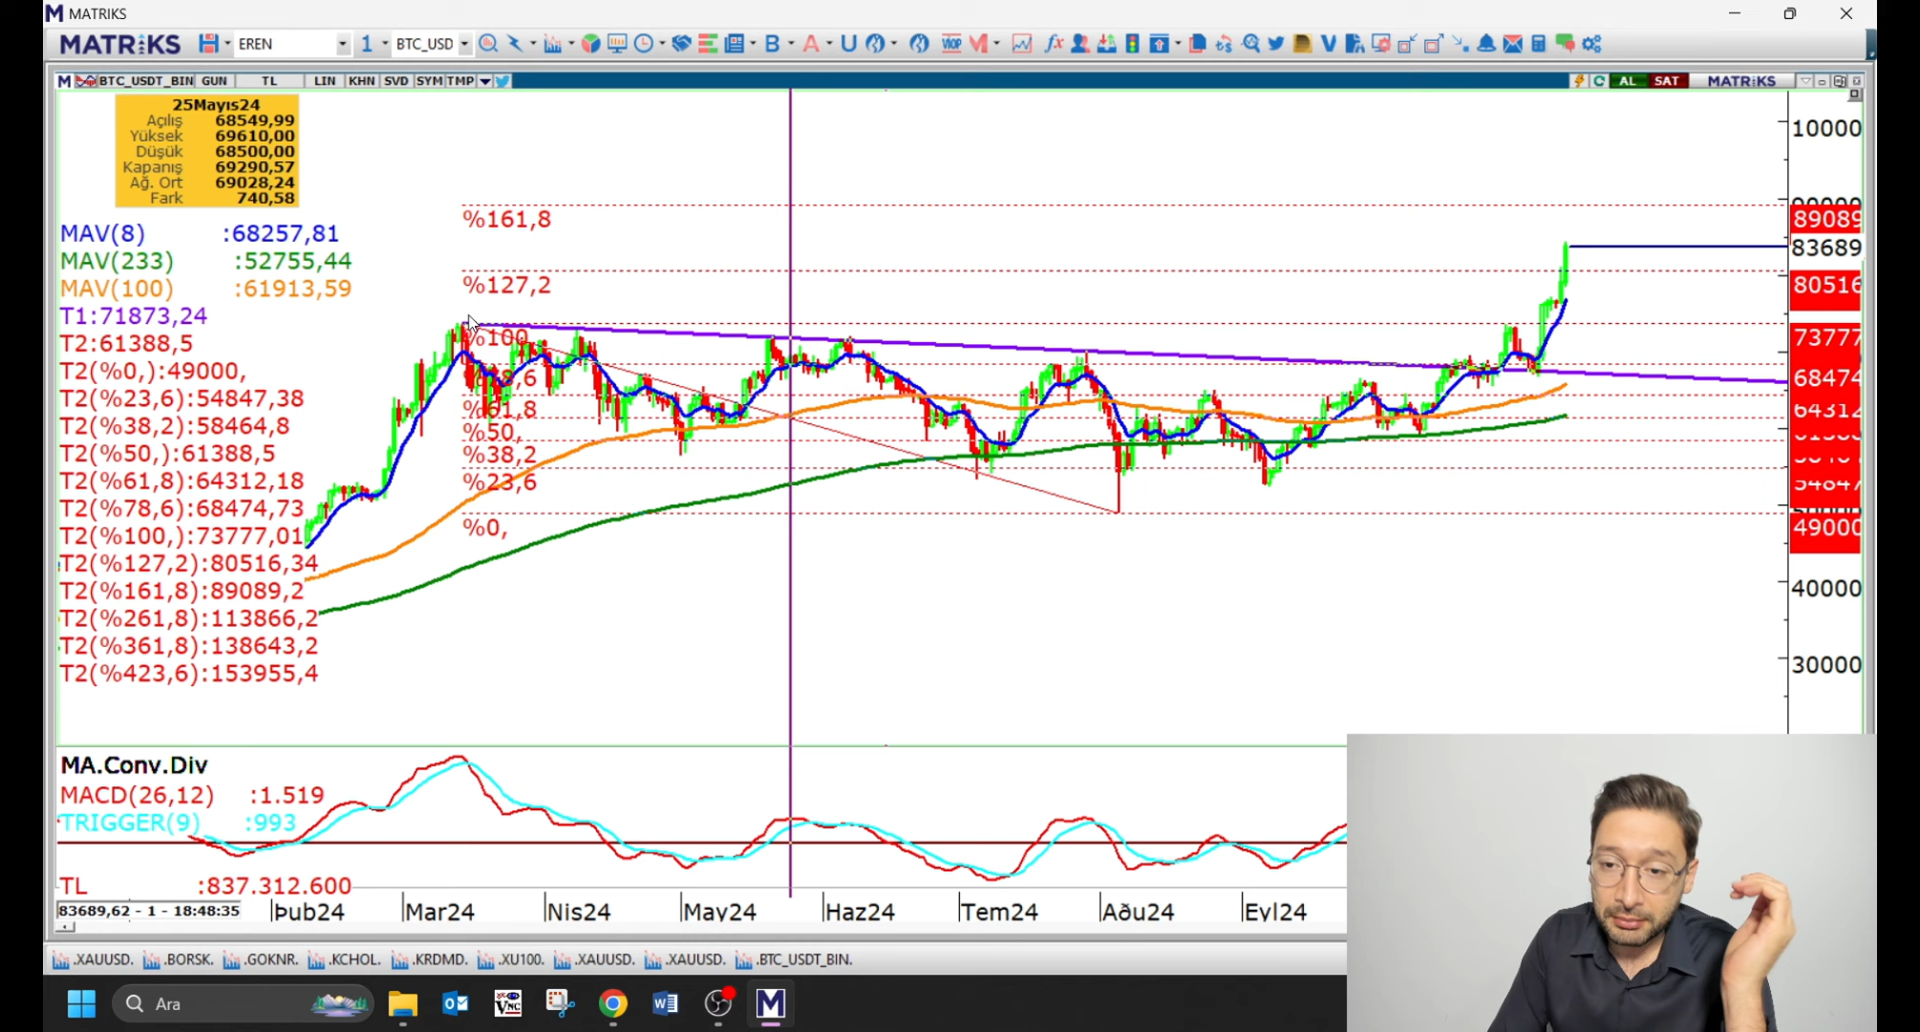 MATRIKS
MATRIKS EREN 1 BTC_USD B A U VIOP M fx V
M BTC_USDT_BIN GUN TL LIN KHN SVD SYM TMP C AL SAT MATRIKS
25Mayıs24
Açılış 68549,99
Yüksek 69610,00
Düşük 68500,00
Kapanış 69290,57
Ağ. Ort 69028,24
Fark 740,58
MAV(8) :68257,81
MAV(233) :52755,44
MAV(100) :61913,59
T1:71873,24
T2:61388,5
T2(%0,):49000,
T2(%23,6):54847,38
T2(%38,2):58464,8
T2(%50,):61388,5
T2(%61,8):64312,18
T2(%78,6):68474,73
T2(%100,):73777,01
T2(%127,2):80516,34
T2(%161,8):89089,2
T2(%261,8):113866,2
T2(%361,8):138643,2
T2(%423,6):153955,4
%161,8
%127,2
%100,
%61,8
%50,
%38,2
%23,6
%0,
10000
89089
83689
80516
73777
68474
64312
54847
49000
40000
30000
MA.Conv.Div
MACD(26,12) :1.519
TRIGGER(9) :993
TL :837.312.600
83689,62 - 1 - 18:48:35 Þub24 Mar24 Nis24 May24 Haz24 Tem24 Aðu24 Eyl24
.XAUUSD. .BORSK. .GOKNR. .KCHOL. .KRDMD. .XU100. .XAUUSD. .XAUUSD. .BTC_USDT_BIN.
Ara